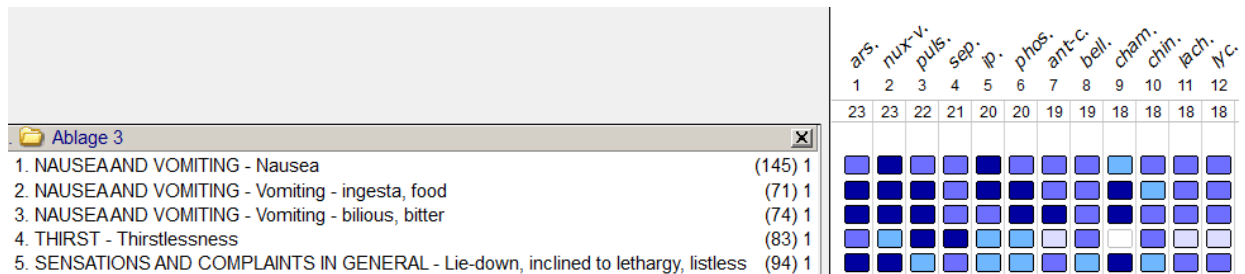 ars. nux-v. puls. sep. ip. phos. ant-c. bell. cham. chin. lach. lyc.
1 2 3 4 5 6 7 8 9 10 11 12
23 23 22 21 20 20 19 19 18 18 18 18
. Ablage 3
1. NAUSEA AND VOMITING - Nausea (145) 1
2. NAUSEA AND VOMITING - Vomiting - ingesta, food (71) 1
3. NAUSEA AND VOMITING - Vomiting - bilious, bitter (74) 1
4. THIRST - Thirstlessness (83) 1
5. SENSATIONS AND COMPLAINTS IN GENERAL - Lie-down, inclined to lethargy, listless (94) 1